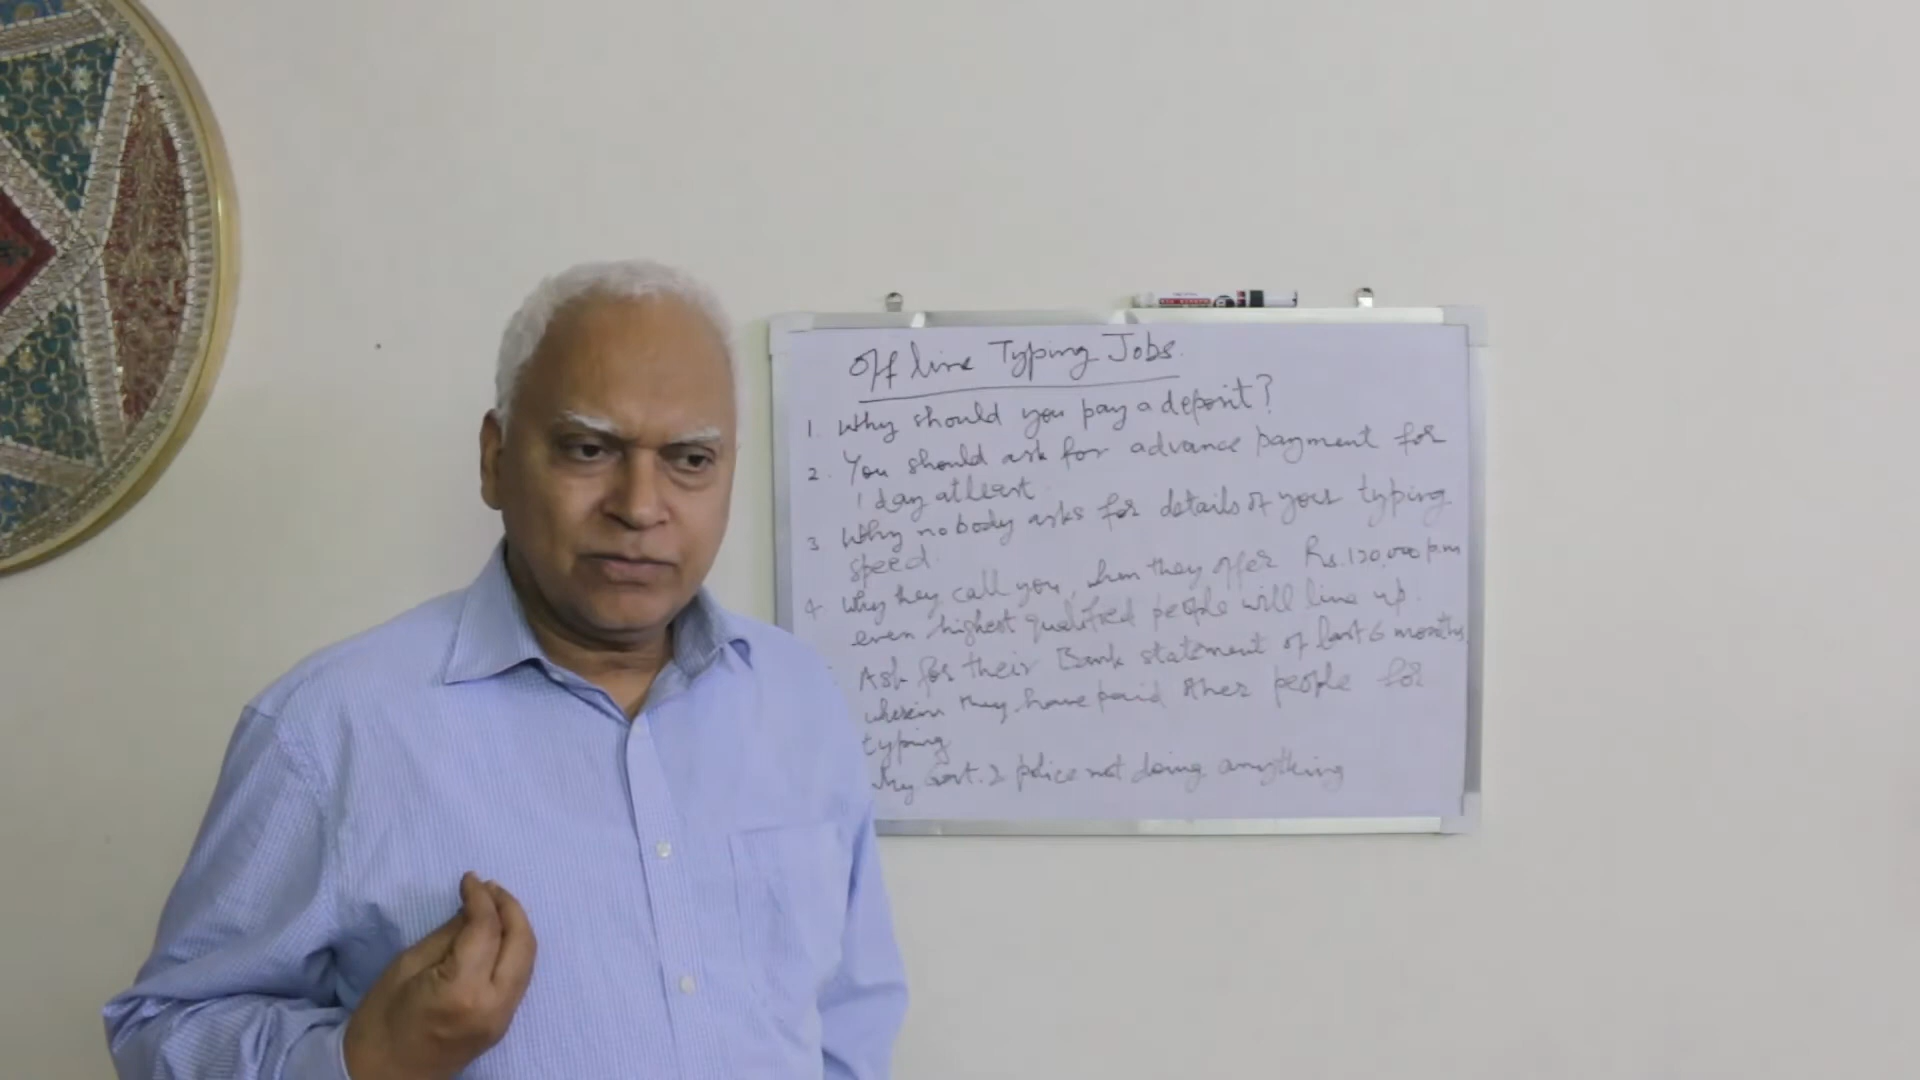 Off line Typing Jobs.
1. Why should you pay a deposit?
2. You should ask for advance payment for
1 day at least
3 Why nobody asks for details of your typing
speed.
4 Why they call you, when they offer Rs. 120,000 p.m
even highest qualified people will line up.
Ask for their Bank statement of last 6 months
wherein they have paid other people for
typing
Why Govt. & police not doing anything